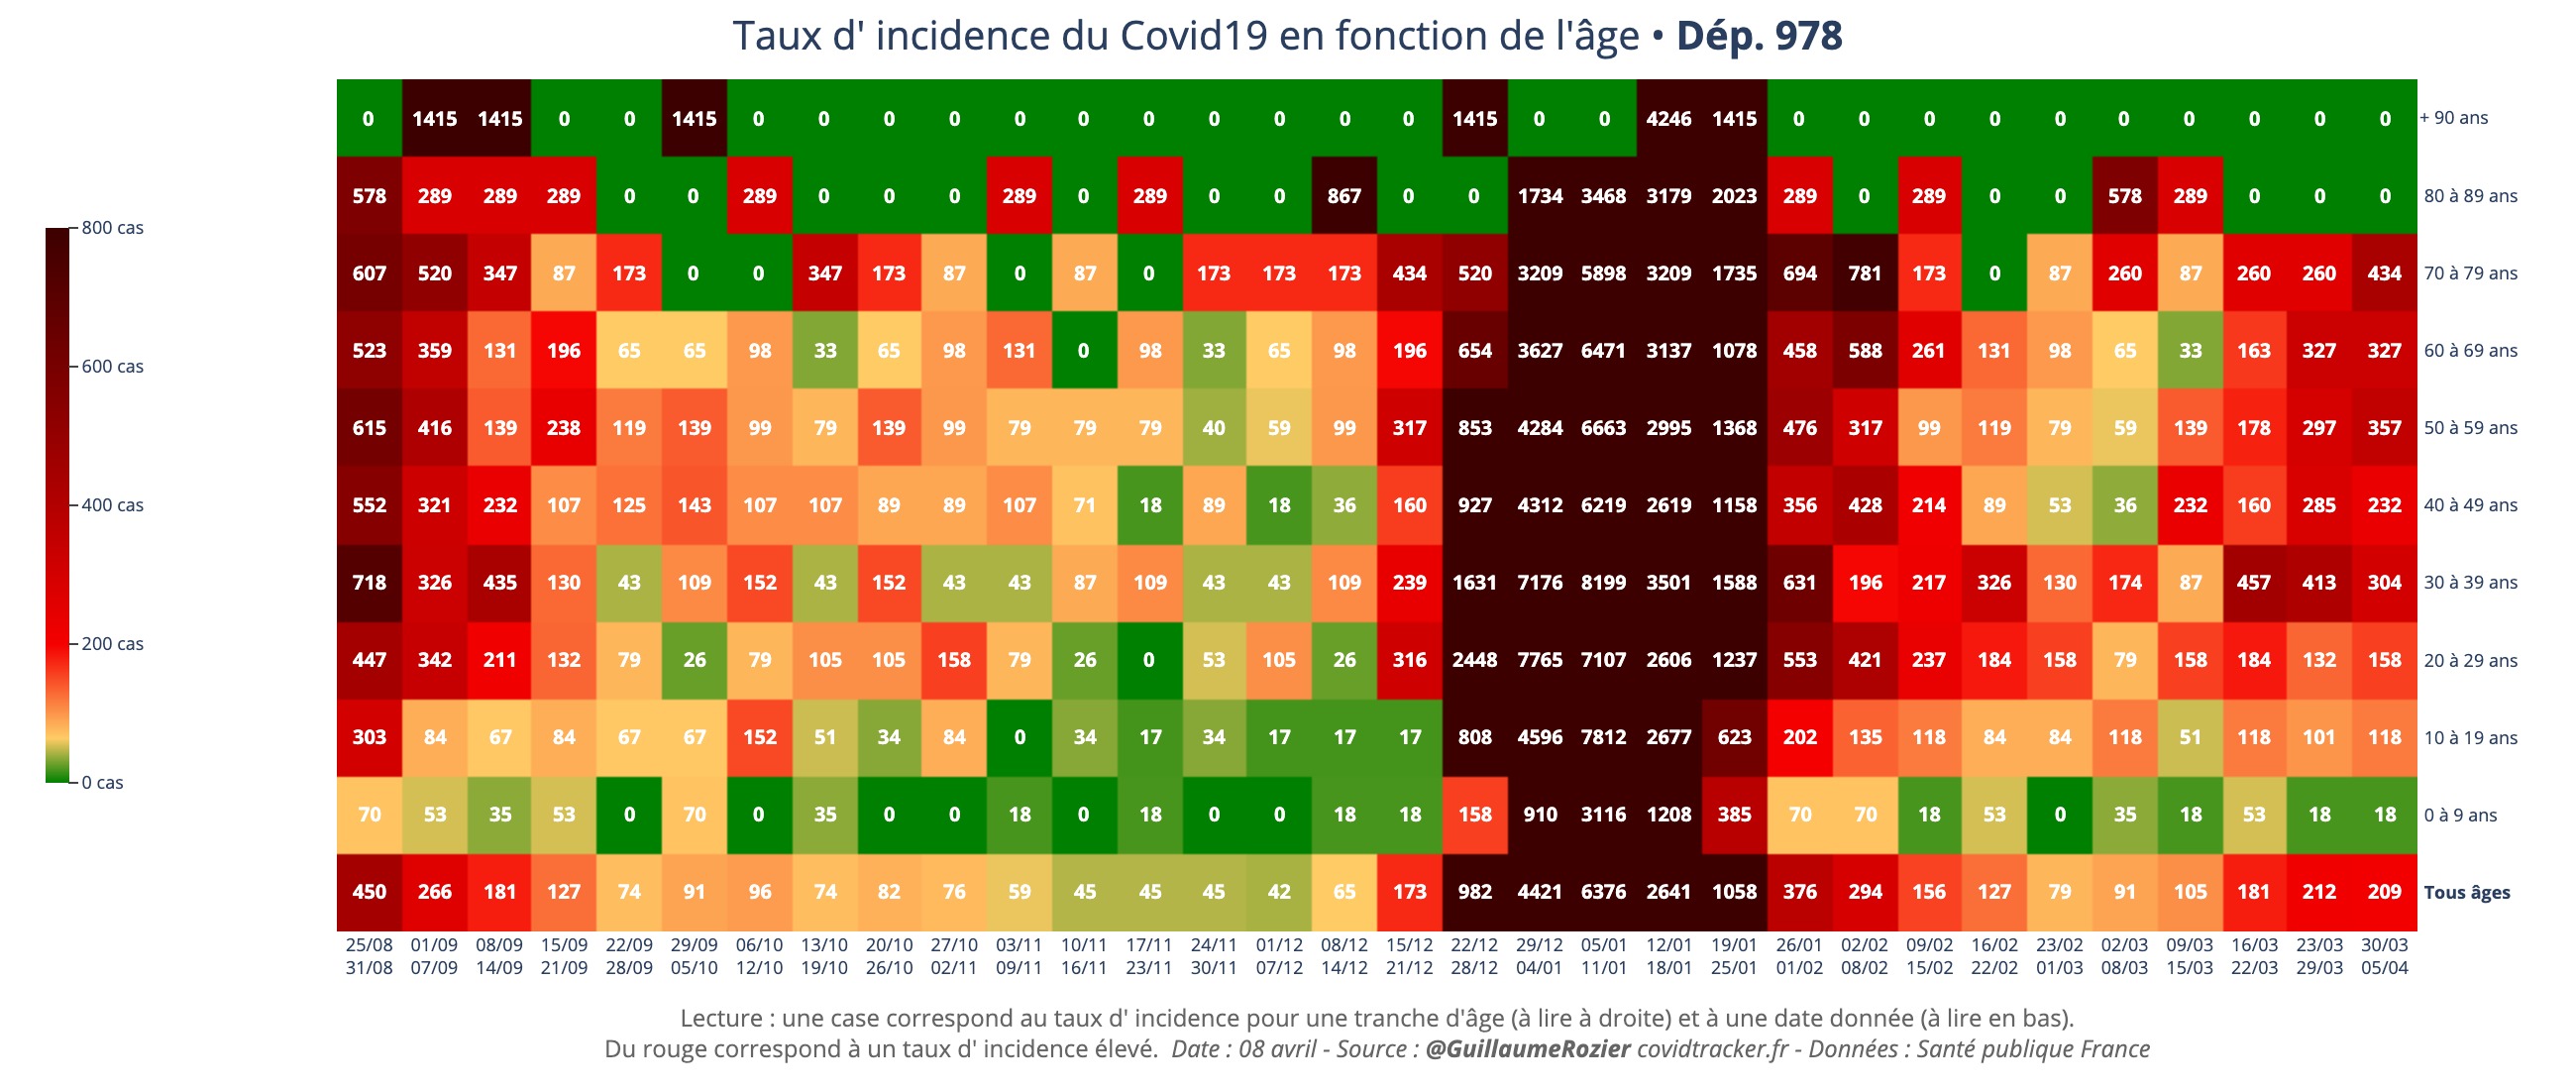 Taux d' incidence du Covid19 en fonction de l'âge • Dép. 978
0 1415 1415 0 0 1415 0 0 0 0 0 0 0 0 0 0 0 1415 0 0 4246 1415 0 0 0 0 0 0 0 0 0 0 + 90 ans
578 289 289 289 0 0 289 0 0 0 289 0 289 0 0 867 0 0 1734 3468 3179 2023 289 0 289 0 0 578 289 0 0 0 80 à 89 ans
607 520 347 87 173 0 0 347 173 87 0 87 0 173 173 173 434 520 3209 5898 3209 1735 694 781 173 0 87 260 87 260 260 434 70 à 79 ans
523 359 131 196 65 65 98 33 65 98 131 0 98 33 65 98 196 654 3627 6471 3137 1078 458 588 261 131 98 65 33 163 327 327 60 à 69 ans
615 416 139 238 119 139 99 79 139 99 79 79 79 40 59 99 317 853 4284 6663 2995 1368 476 317 99 119 79 59 139 178 297 357 50 à 59 ans
552 321 232 107 125 143 107 107 89 89 107 71 18 89 18 36 160 927 4312 6219 2619 1158 356 428 214 89 53 36 232 160 285 232 40 à 49 ans
718 326 435 130 43 109 152 43 152 43 43 87 109 43 43 109 239 1631 7176 8199 3501 1588 631 196 217 326 130 174 87 457 413 304 30 à 39 ans
447 342 211 132 79 26 79 105 105 158 79 26 0 53 105 26 316 2448 7765 7107 2606 1237 553 421 237 184 158 79 158 184 132 158 20 à 29 ans
303 84 67 84 67 67 152 51 34 84 0 34 17 34 17 17 17 808 4596 7812 2677 623 202 135 118 84 84 118 51 118 101 118 10 à 19 ans
70 53 35 53 0 70 0 35 0 0 18 0 18 0 0 18 18 158 910 3116 1208 385 70 70 18 53 0 35 18 53 18 18 0 à 9 ans
450 266 181 127 74 91 96 74 82 76 59 45 45 45 42 65 173 982 4421 6376 2641 1058 376 294 156 127 79 91 105 181 212 209 Tous âges
25/08 01/09 08/09 15/09 22/09 29/09 06/10 13/10 20/10 27/10 03/11 10/11 17/11 24/11 01/12 08/12 15/12 22/12 29/12 05/01 12/01 19/01 26/01 02/02 09/02 16/02 23/02 02/03 09/03 16/03 23/03 30/03
31/08 07/09 14/09 21/09 28/09 05/10 12/10 19/10 26/10 02/11 09/11 16/11 23/11 30/11 07/12 14/12 21/12 28/12 04/01 11/01 18/01 25/01 01/02 08/02 15/02 22/02 01/03 08/03 15/03 22/03 29/03 05/04
800 cas
600 cas
400 cas
200 cas
0 cas
Lecture : une case correspond au taux d' incidence pour une tranche d'âge (à lire à droite) et à une date donnée (à lire en bas).
Du rouge correspond à un taux d' incidence élevé. Date : 08 avril - Source : @GuillaumeRozier covidtracker.fr - Données : Santé publique France